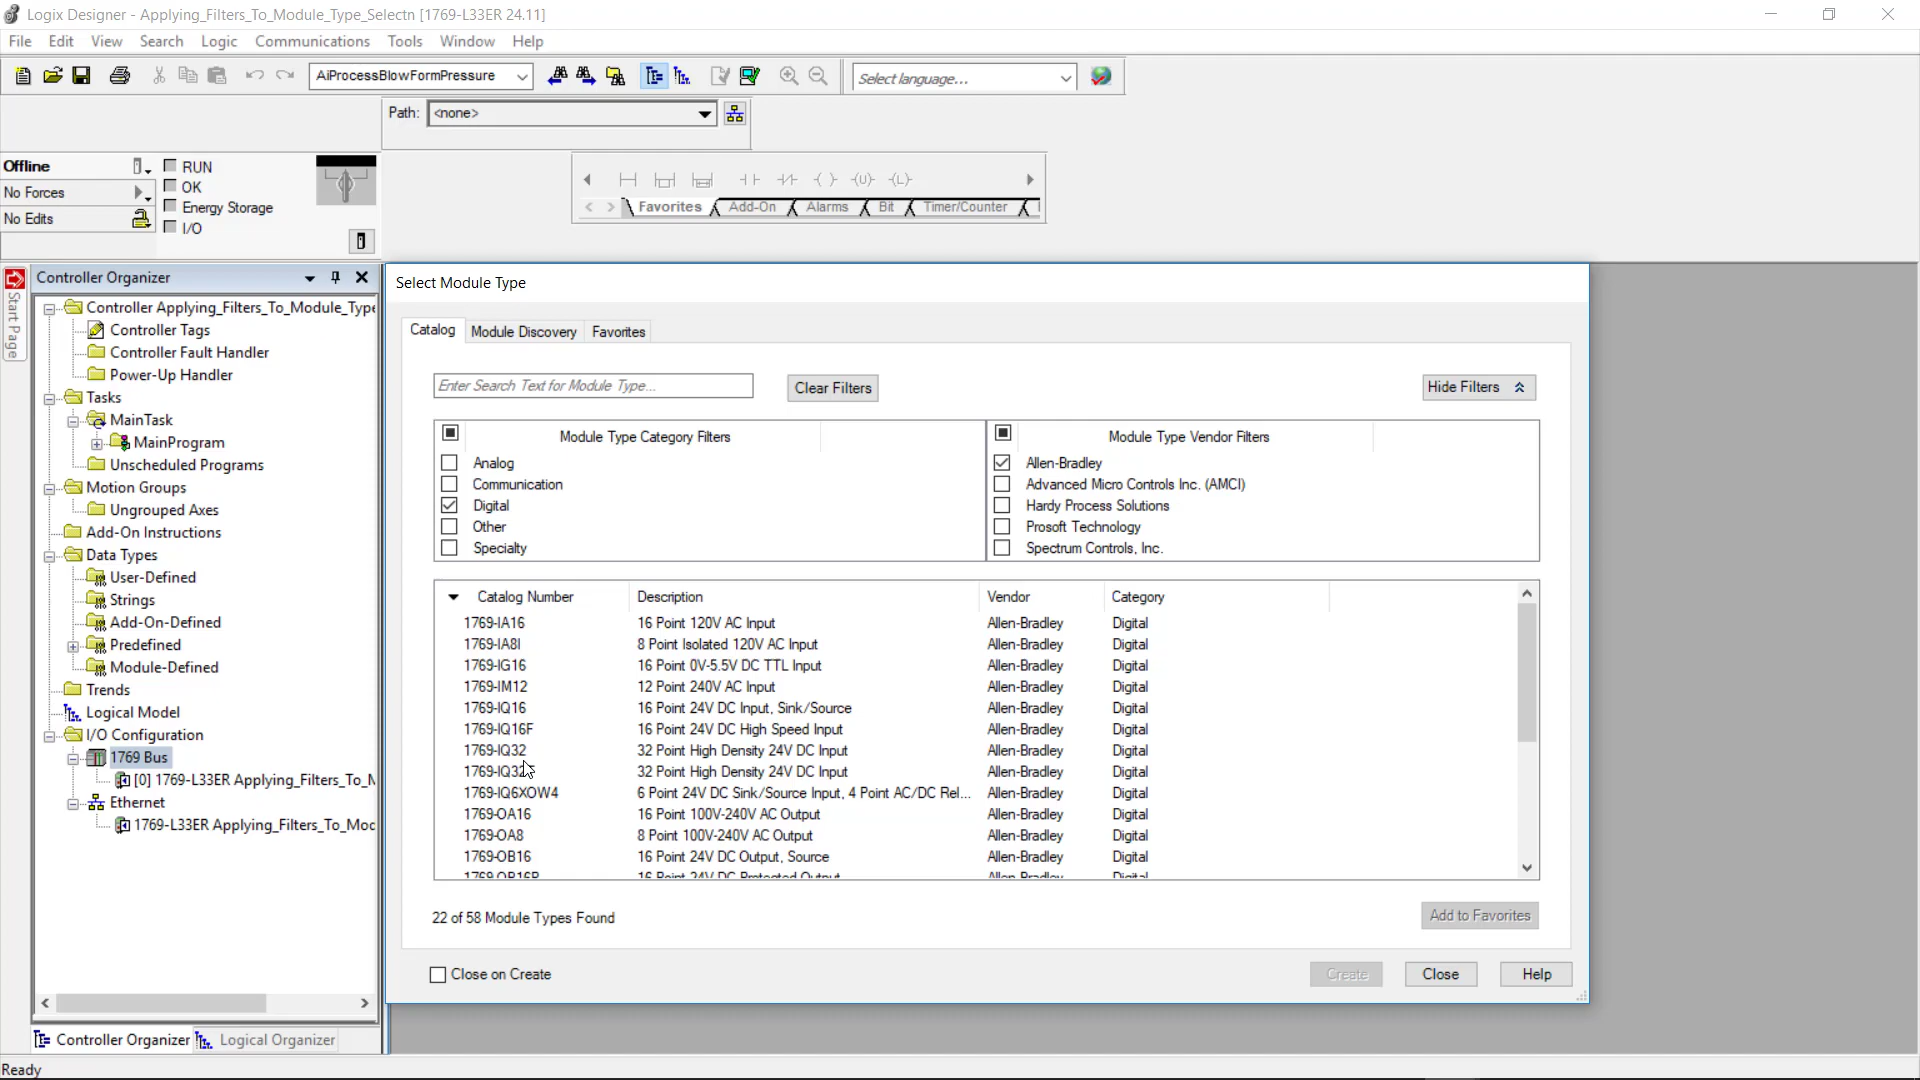 Logix Designer - Applying_Filters_To_Module_Type_Selectn [1769-L33ER 24.11]
File Edit View Search Logic Communications Tools Window Help
AiProcessBlowFormPressure
Select language...
Path: <none>
Offline
RUN
No Forces
OK
Energy Storage
No Edits
I/O
Favorites Add-On Alarms Bit Timer/Counter
Start Page
Controller Organizer
Controller Applying_Filters_To_Module_Type
Controller Tags
Controller Fault Handler
Power-Up Handler
Tasks
MainTask
MainProgram
Unscheduled Programs
Motion Groups
Ungrouped Axes
Add-On Instructions
Data Types
User-Defined
Strings
Add-On-Defined
Predefined
Module-Defined
Trends
Logical Model
I/O Configuration
1769 Bus
[0] 1769-L33ER Applying_Filters_To_M
Ethernet
1769-L33ER Applying_Filters_To_Moc
Controller Organizer Logical Organizer
Ready
Select Module Type
Catalog Module Discovery Favorites
Enter Search Text for Module Type...
Clear Filters
Hide Filters
Module Type Category Filters
Analog
Communication
Digital
Other
Specialty
Module Type Vendor Filters
Allen-Bradley
Advanced Micro Controls Inc. (AMCI)
Hardy Process Solutions
Prosoft Technology
Spectrum Controls, Inc.
Catalog Number Description Vendor Category
1769-IA16 16 Point 120V AC Input Allen-Bradley Digital
1769-IA8I 8 Point Isolated 120V AC Input Allen-Bradley Digital
1769-IG16 16 Point 0V-5.5V DC TTL Input Allen-Bradley Digital
1769-IM12 12 Point 240V AC Input Allen-Bradley Digital
1769-IQ16 16 Point 24V DC Input, Sink/Source Allen-Bradley Digital
1769-IQ16F 16 Point 24V DC High Speed Input Allen-Bradley Digital
1769-IQ32 32 Point High Density 24V DC Input Allen-Bradley Digital
32 Point High Density 24V DC Input Allen-Bradley Digital
1769-IQ6XOW4 6 Point 24V DC Sink/Source Input, 4 Point AC/DC Rel... Allen-Bradley Digital
1769-OA16 16 Point 100V-240V AC Output Allen-Bradley Digital
1769-OA8 8 Point 100V-240V AC Output Allen-Bradley Digital
1769-OB16 16 Point 24V DC Output, Source Allen-Bradley Digital
1769-OB16P 16 Point 24V DC Protected Output Allen-Bradley Digital
22 of 58 Module Types Found
Add to Favorites
Close on Create
Create
Close
Help